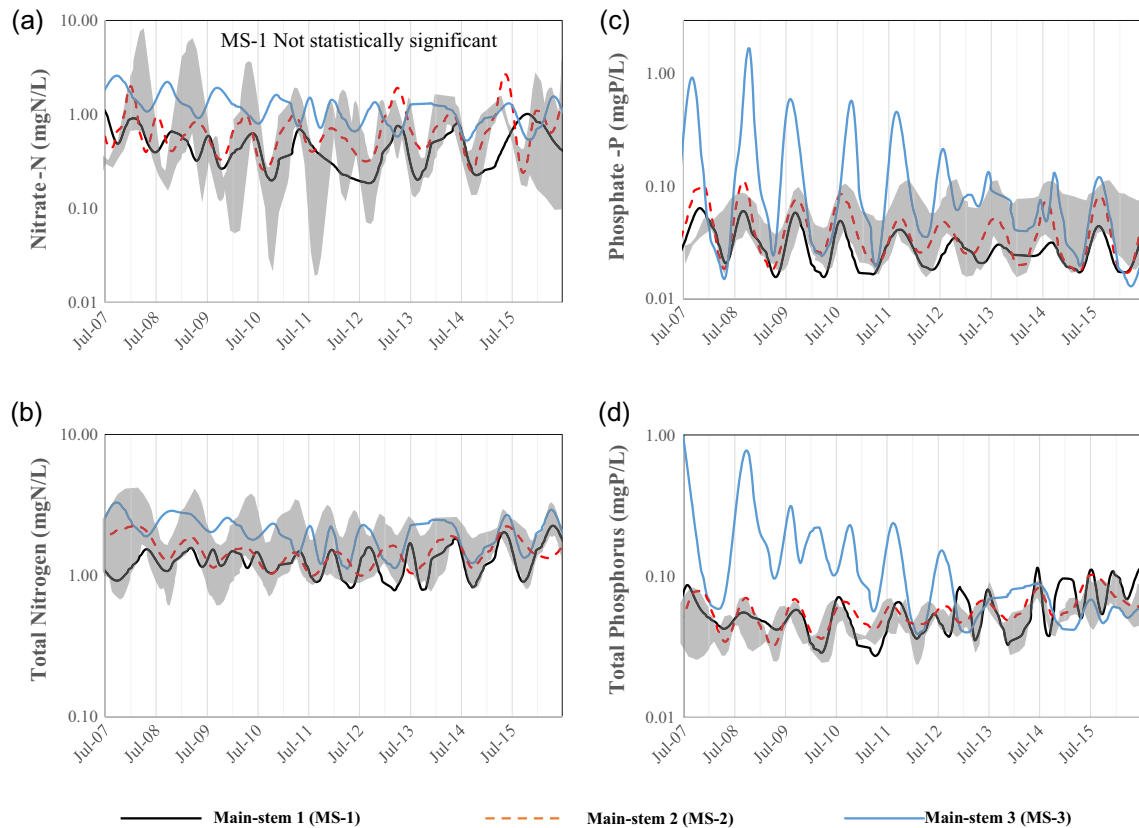 (a)
MS-1 Not statistically significant
Nitrate -N (mgN/L)
10.00
1.00
0.10
0.01
Jul-07
Jul-08
Jul-09
Jul-10
Jul-11
Jul-12
Jul-13
Jul-14
Jul-15
(c)
Phosphate -P (mgP/L)
1.00
0.10
0.01
Jul-07
Jul-08
Jul-09
Jul-10
Jul-11
Jul-12
Jul-13
Jul-14
Jul-15
(b)
Total Nitrogen (mgN/L)
10.00
1.00
0.10
Jul-07
Jul-08
Jul-09
Jul-10
Jul-11
Jul-12
Jul-13
Jul-14
Jul-15
(d)
Total Phosphorus (mgP/L)
1.00
0.10
0.01
Jul-07
Jul-08
Jul-09
Jul-10
Jul-11
Jul-12
Jul-13
Jul-14
Jul-15
Main-stem 1 (MS-1)
Main-stem 2 (MS-2)
Main-stem 3 (MS-3)